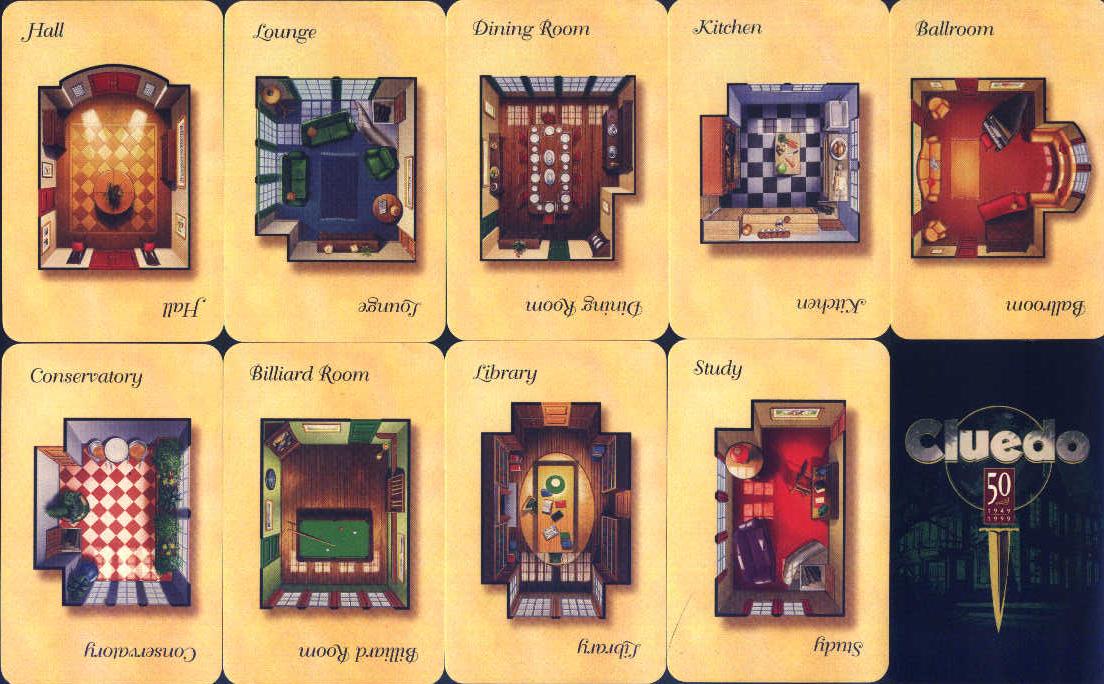 Hall
Lounge
Dining Room
Kitchen
Ballroom
Hall
Lounge
Dining Room
Kitchen
Ballroom
Conservatory
Billiard Room
Library
Study
Cluedo
50
1949
1999
Conservatory
Billiard Room
Library
Study